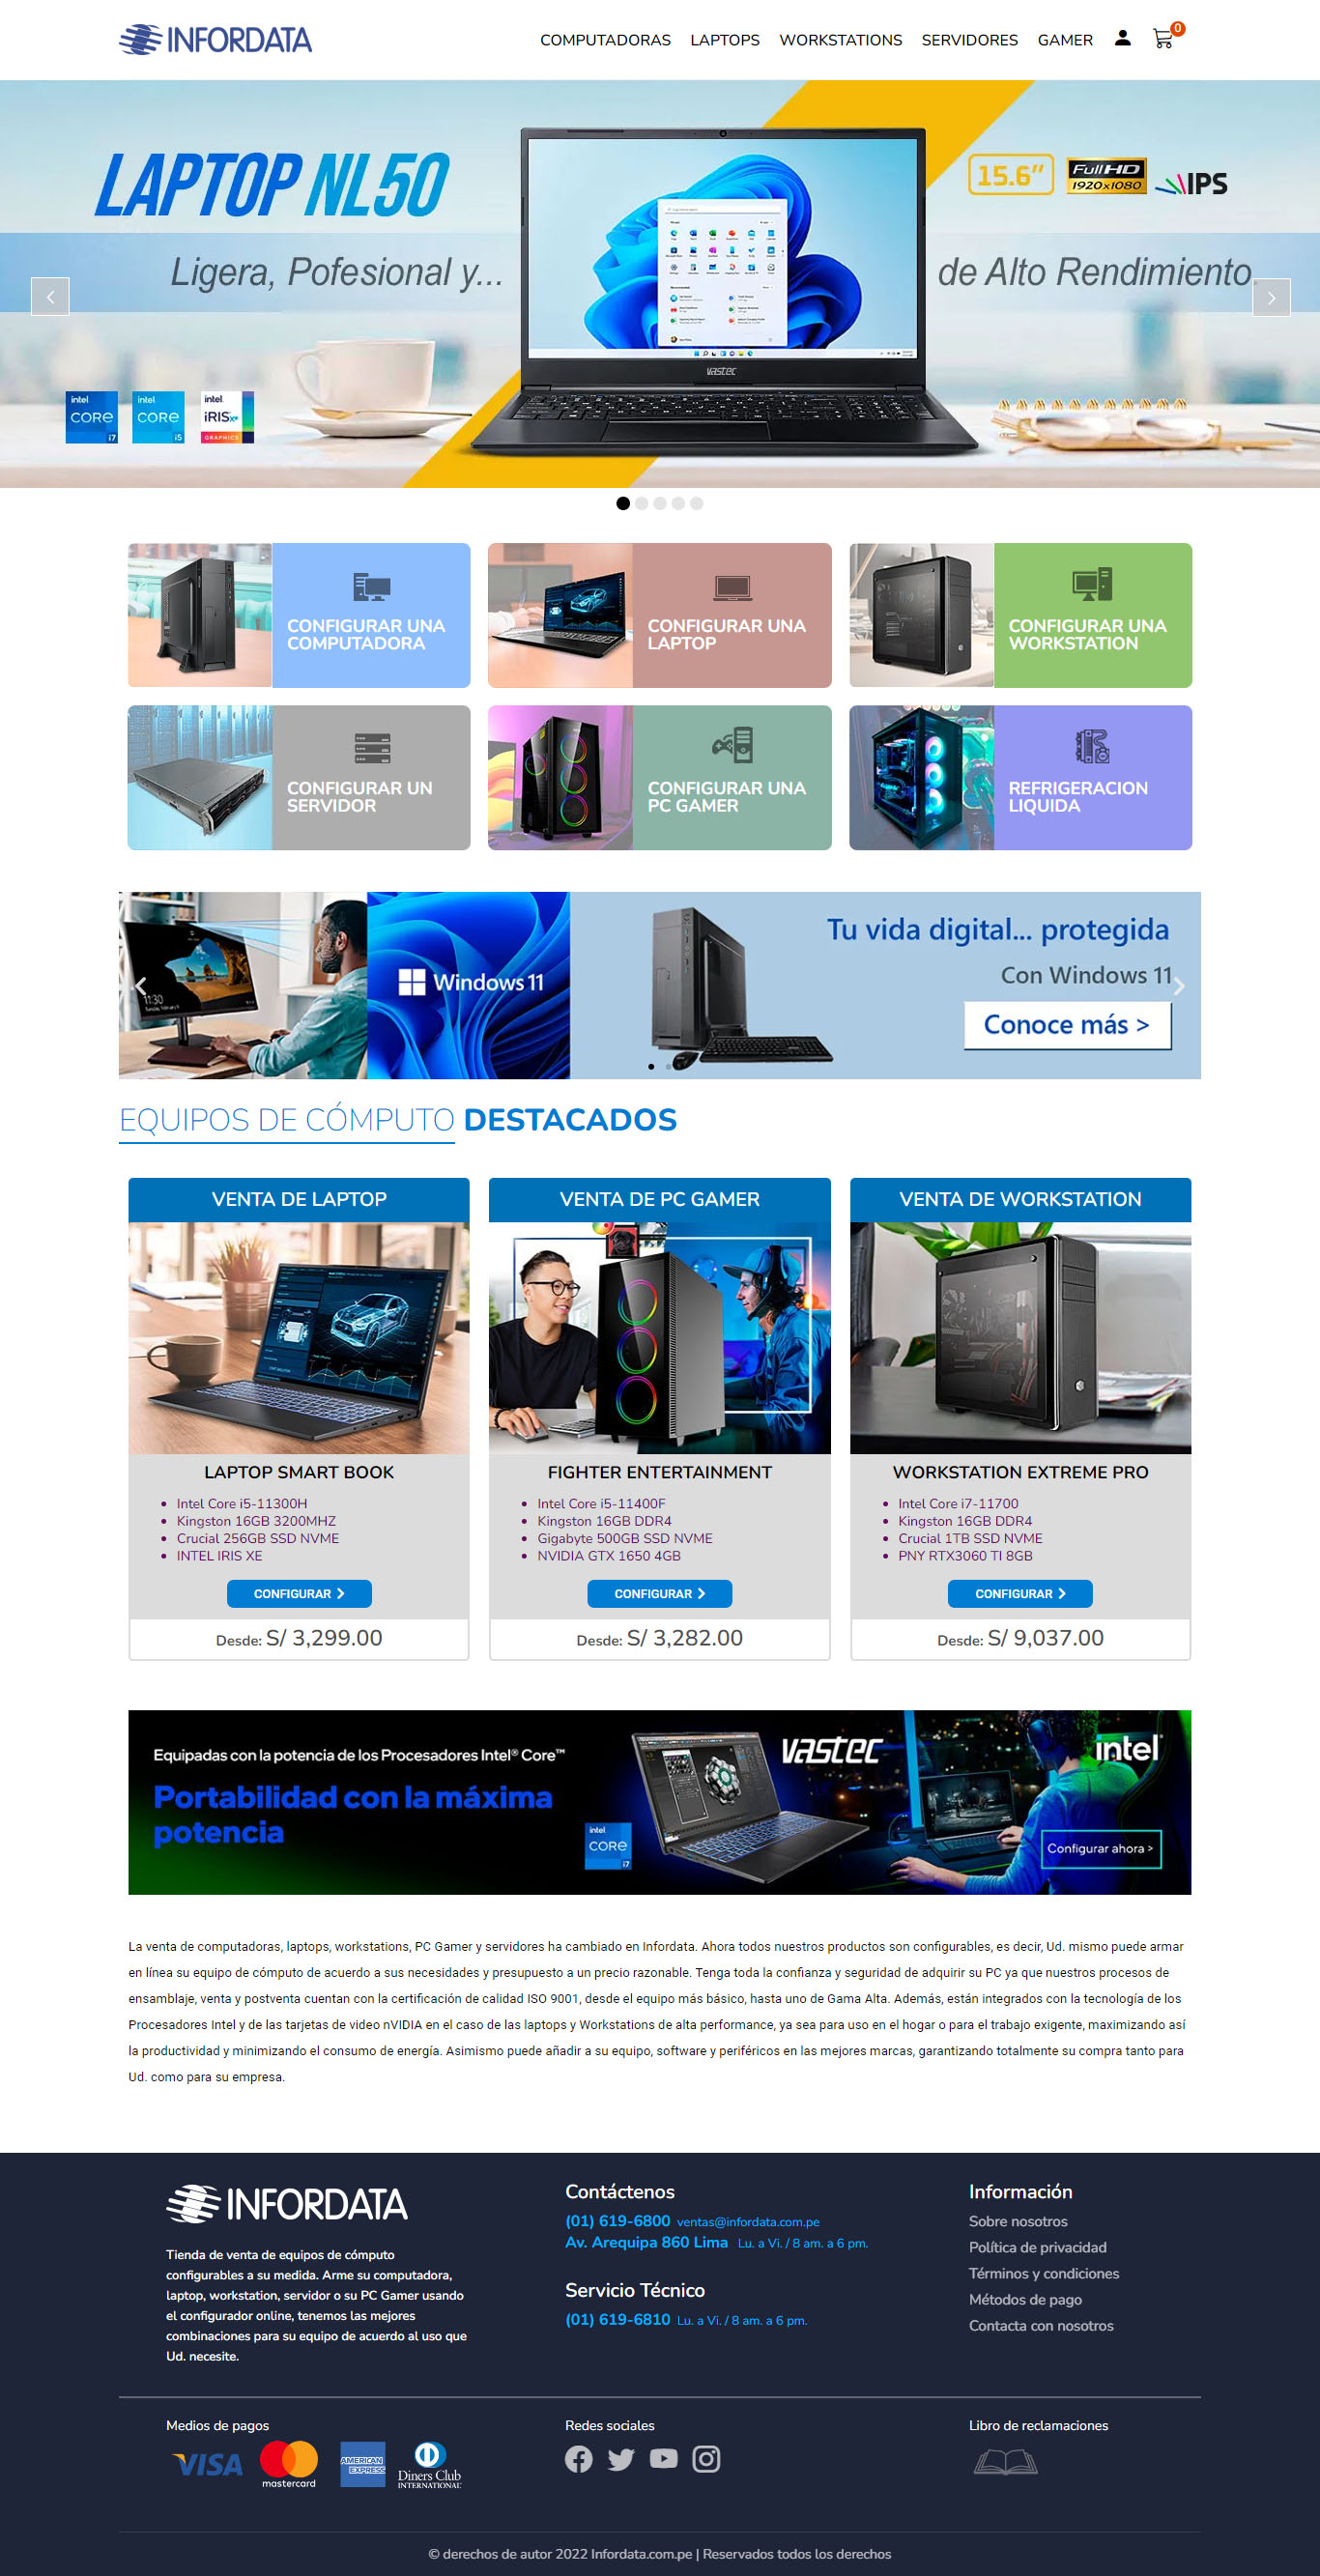 INFORDATA
COMPUTADORAS LAPTOPS WORKSTATIONS SERVIDORES GAMER 0
LAPTOP NL50
15.6” Full HD 1920x1080 IPS
Ligera, Pofesional y...
de Alto Rendimiento.
vastec
intel CORE i7
intel CORE i5
intel iRIS Xe GRAPHICS
CONFIGURAR UNA
COMPUTADORA
CONFIGURAR UNA
LAPTOP
CONFIGURAR UNA
WORKSTATION
CONFIGURAR UN
SERVIDOR
CONFIGURAR UNA
PC GAMER
REFRIGERACION
LIQUIDA
11:30
Windows 11
Tu vida digital... protegida
Con Windows 11
Conoce más >
EQUIPOS DE CÓMPUTO DESTACADOS
VENTA DE LAPTOP
LAPTOP SMART BOOK
Intel Core i5-11300H
Kingston 16GB 3200MHZ
Crucial 256GB SSD NVME
INTEL IRIS XE
CONFIGURAR
Desde: S/ 3,299.00
VENTA DE PC GAMER
FIGHTER ENTERTAINMENT
Intel Core i5-11400F
Kingston 16GB DDR4
Gigabyte 500GB SSD NVME
NVIDIA GTX 1650 4GB
CONFIGURAR
Desde: S/ 3,282.00
VENTA DE WORKSTATION
WORKSTATION EXTREME PRO
Intel Core i7-11700
Kingston 16GB DDR4
Crucial 1TB SSD NVME
PNY RTX3060 TI 8GB
CONFIGURAR
Desde: S/ 9,037.00
Equipadas con la potencia de los Procesadores Intel® Core™
Portabilidad con la máxima
potencia
intel CORE i7
vastec
intel
Configurar ahora >
La venta de computadoras, laptops, workstations, PC Gamer y servidores ha cambiado en Infordata. Ahora todos nuestros productos son configurables, es decir, Ud. mismo puede armar
en línea su equipo de cómputo de acuerdo a sus necesidades y presupuesto a un precio razonable. Tenga toda la confianza y seguridad de adquirir su PC ya que nuestros procesos de
ensamblaje, venta y postventa cuentan con la certificación de calidad ISO 9001, desde el equipo más básico, hasta uno de Gama Alta. Además, están integrados con la tecnología de los
Procesadores Intel y de las tarjetas de video nVIDIA en el caso de las laptops y Workstations de alta performance, ya sea para uso en el hogar o para el trabajo exigente, maximizando así
la productividad y minimizando el consumo de energía. Asimismo puede añadir a su equipo, software y periféricos en las mejores marcas, garantizando totalmente su compra tanto para
Ud. como para su empresa.
INFORDATA
Tienda de venta de equipos de cómputo
configurables a su medida. Arme su computadora,
laptop, workstation, servidor o su PC Gamer usando
el configurador online, tenemos las mejores
combinaciones para su equipo de acuerdo al uso que
Ud. necesite.
Contáctenos
(01) 619-6800 ventas@infordata.com.pe
Av. Arequipa 860 Lima Lu. a Vi. / 8 am. a 6 pm.
Servicio Técnico
(01) 619-6810 Lu. a Vi. / 8 am. a 6 pm.
Información
Sobre nosotros
Política de privacidad
Términos y condiciones
Métodos de pago
Contacta con nosotros
Medios de pagos
VISA mastercard AMERICAN EXPRESS Diners Club INTERNATIONAL
Redes sociales
Libro de reclamaciones
© derechos de autor 2022 Infordata.com.pe | Reservados todos los derechos